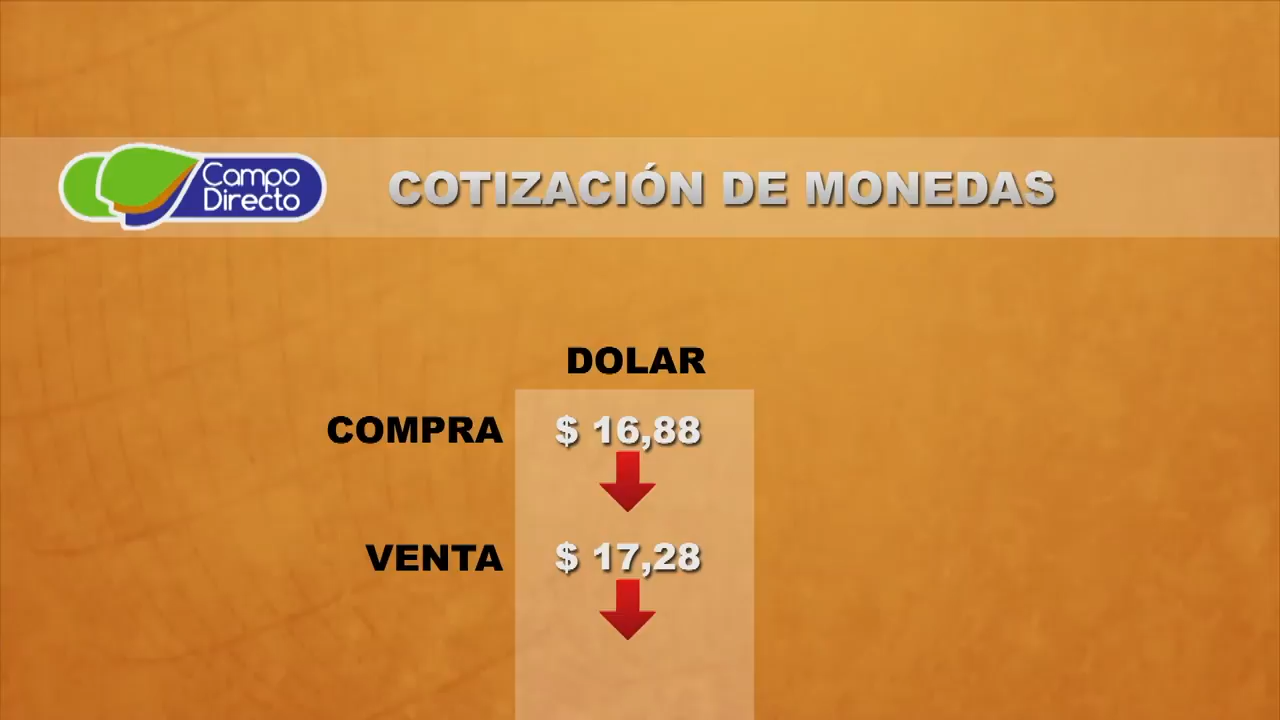 Campo
Directo
COTIZACIÓN DE MONEDAS
DOLAR
COMPRA $ 16,88
VENTA $ 17,28